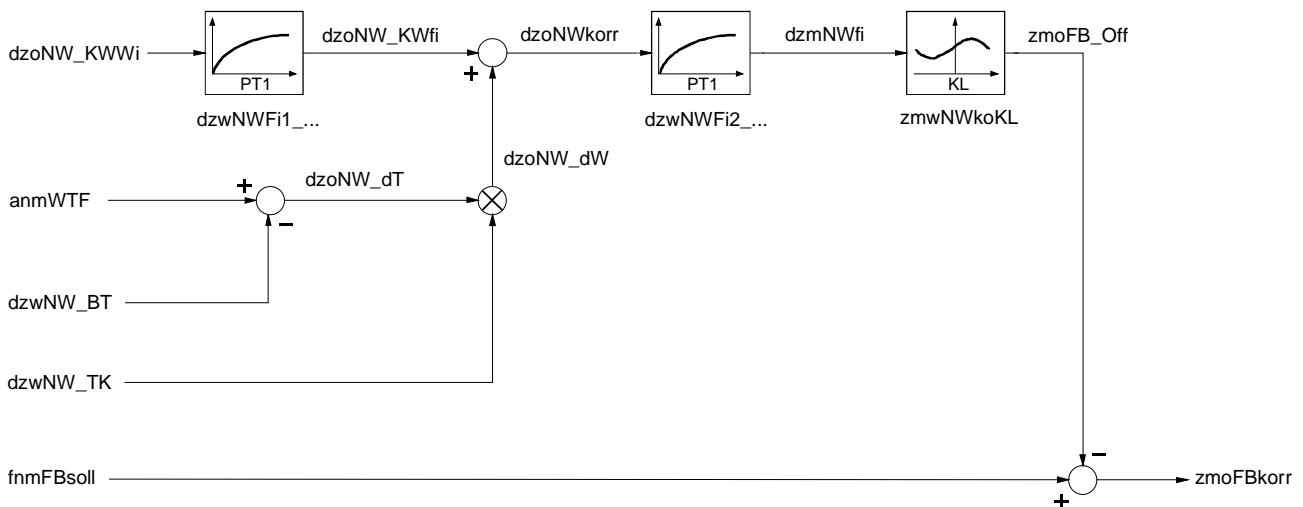 dzoNW_KWWi
PT1
dzwNWFi1_...
dzoNW_KWfi
+
dzoNWkorr
PT1
dzwNWFi2_...
dzmNWfi
KL
zmwNWkoKL
zmoFB_Off
dzoNW_dW
anmWTF
+
−
dzoNW_dT
dzwNW_BT
dzwNW_TK
fnmFBsoll
−
+
zmoFBkorr